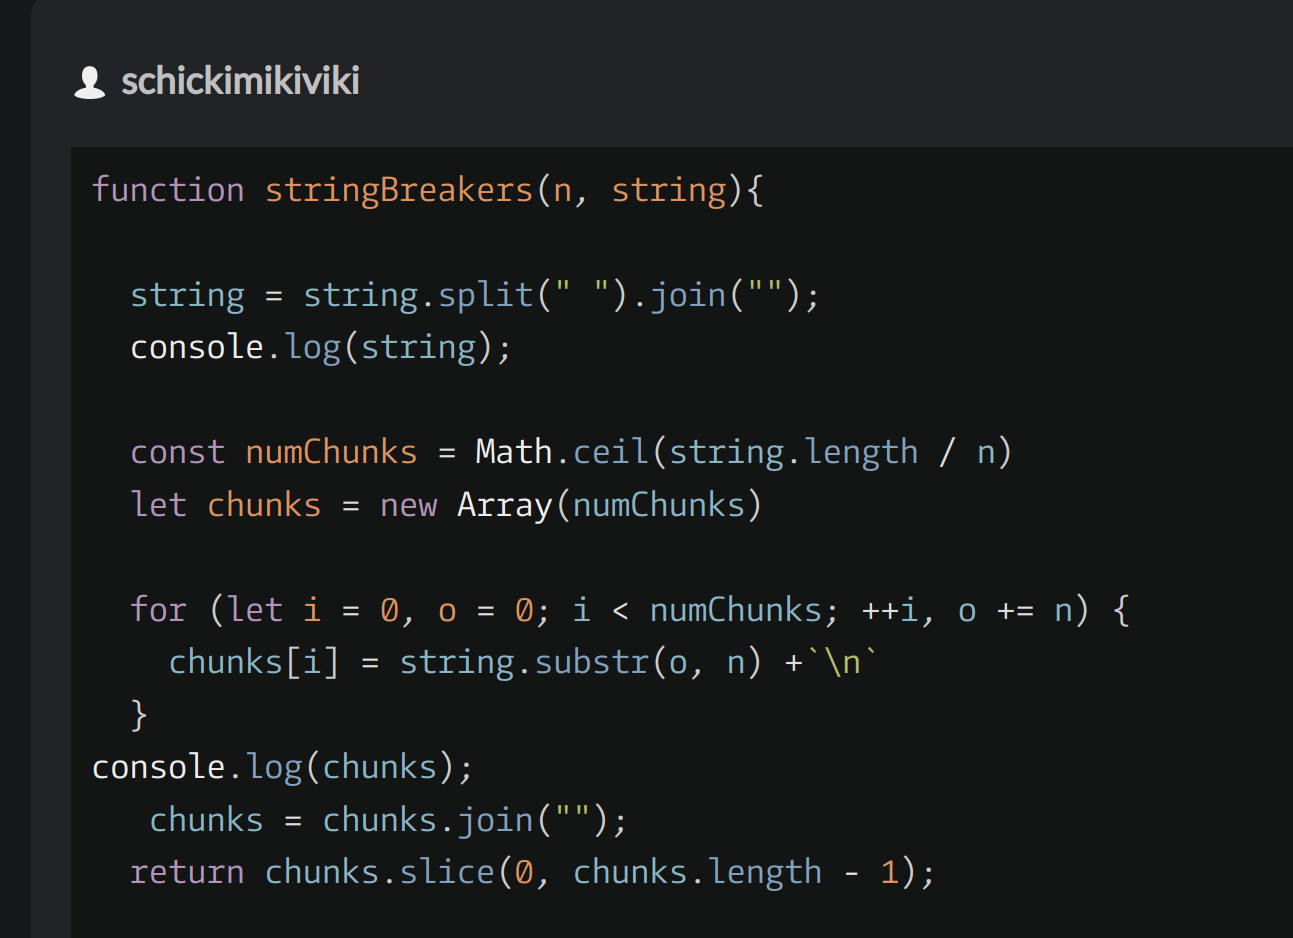 schickimikiviki
function stringBreakers(n, string){
string = string.split(" ").join("");
console.log(string);
const numChunks = Math.ceil(string.length / n)
let chunks = new Array(numChunks)
for (let i = 0, o = 0; i < numChunks; ++i, o += n) {
chunks[i] = string.substr(o, n) +`\n`
}
console.log(chunks);
chunks = chunks.join("");
return chunks.slice(0, chunks.length - 1);